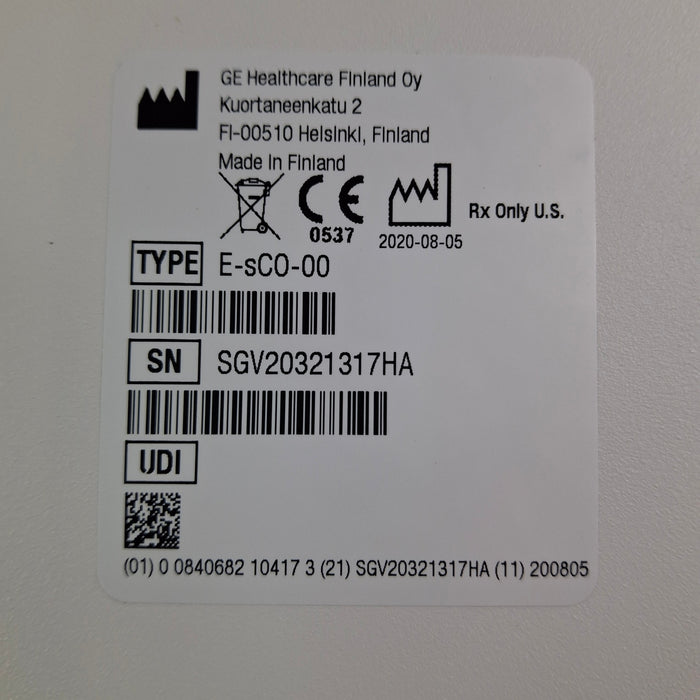 GE Healthcare Finland Oy
Kuortaneenkatu 2
FI-00510 Helsinki, Finland
Made in Finland
CE
0537
2020-08-05
Rx Only U.S.
TYPE E-sCO-00
SN SGV20321317HA
UDI
(01) 0 0840682 10417 3 (21) SGV20321317HA (11) 200805